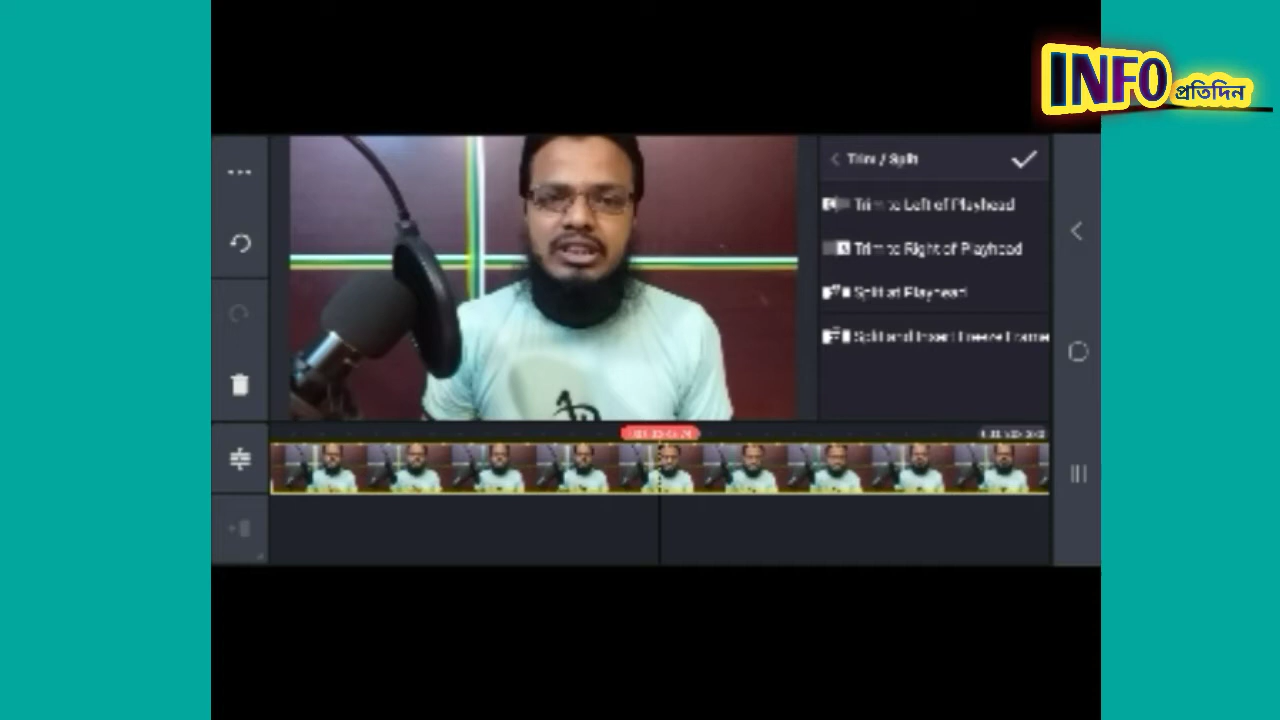 INFO প্রতিদিন
Trim / Split
Trim to Left of Playhead
Trim to Right of Playhead
Split at Playhead
Split and Insert Freeze Frame